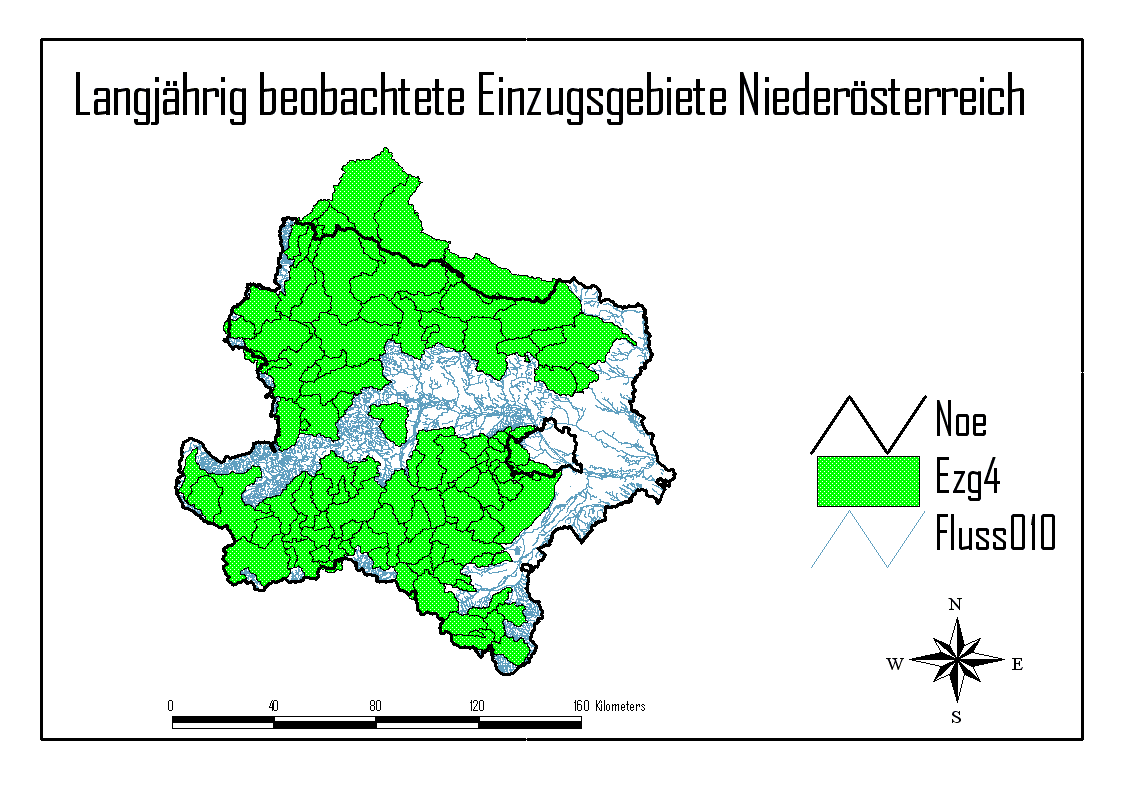 Langjährig beobachtete Einzugsgebiete Niederösterreich
Noe
Ezg4
Fluss010
N
W E
S
0 40 80 120 160 Kilometers